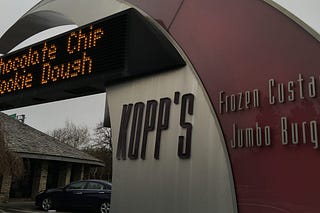 hocolate Chip
ookie Dough
KOPP'S
Frozen Custa
Jumbo Burg